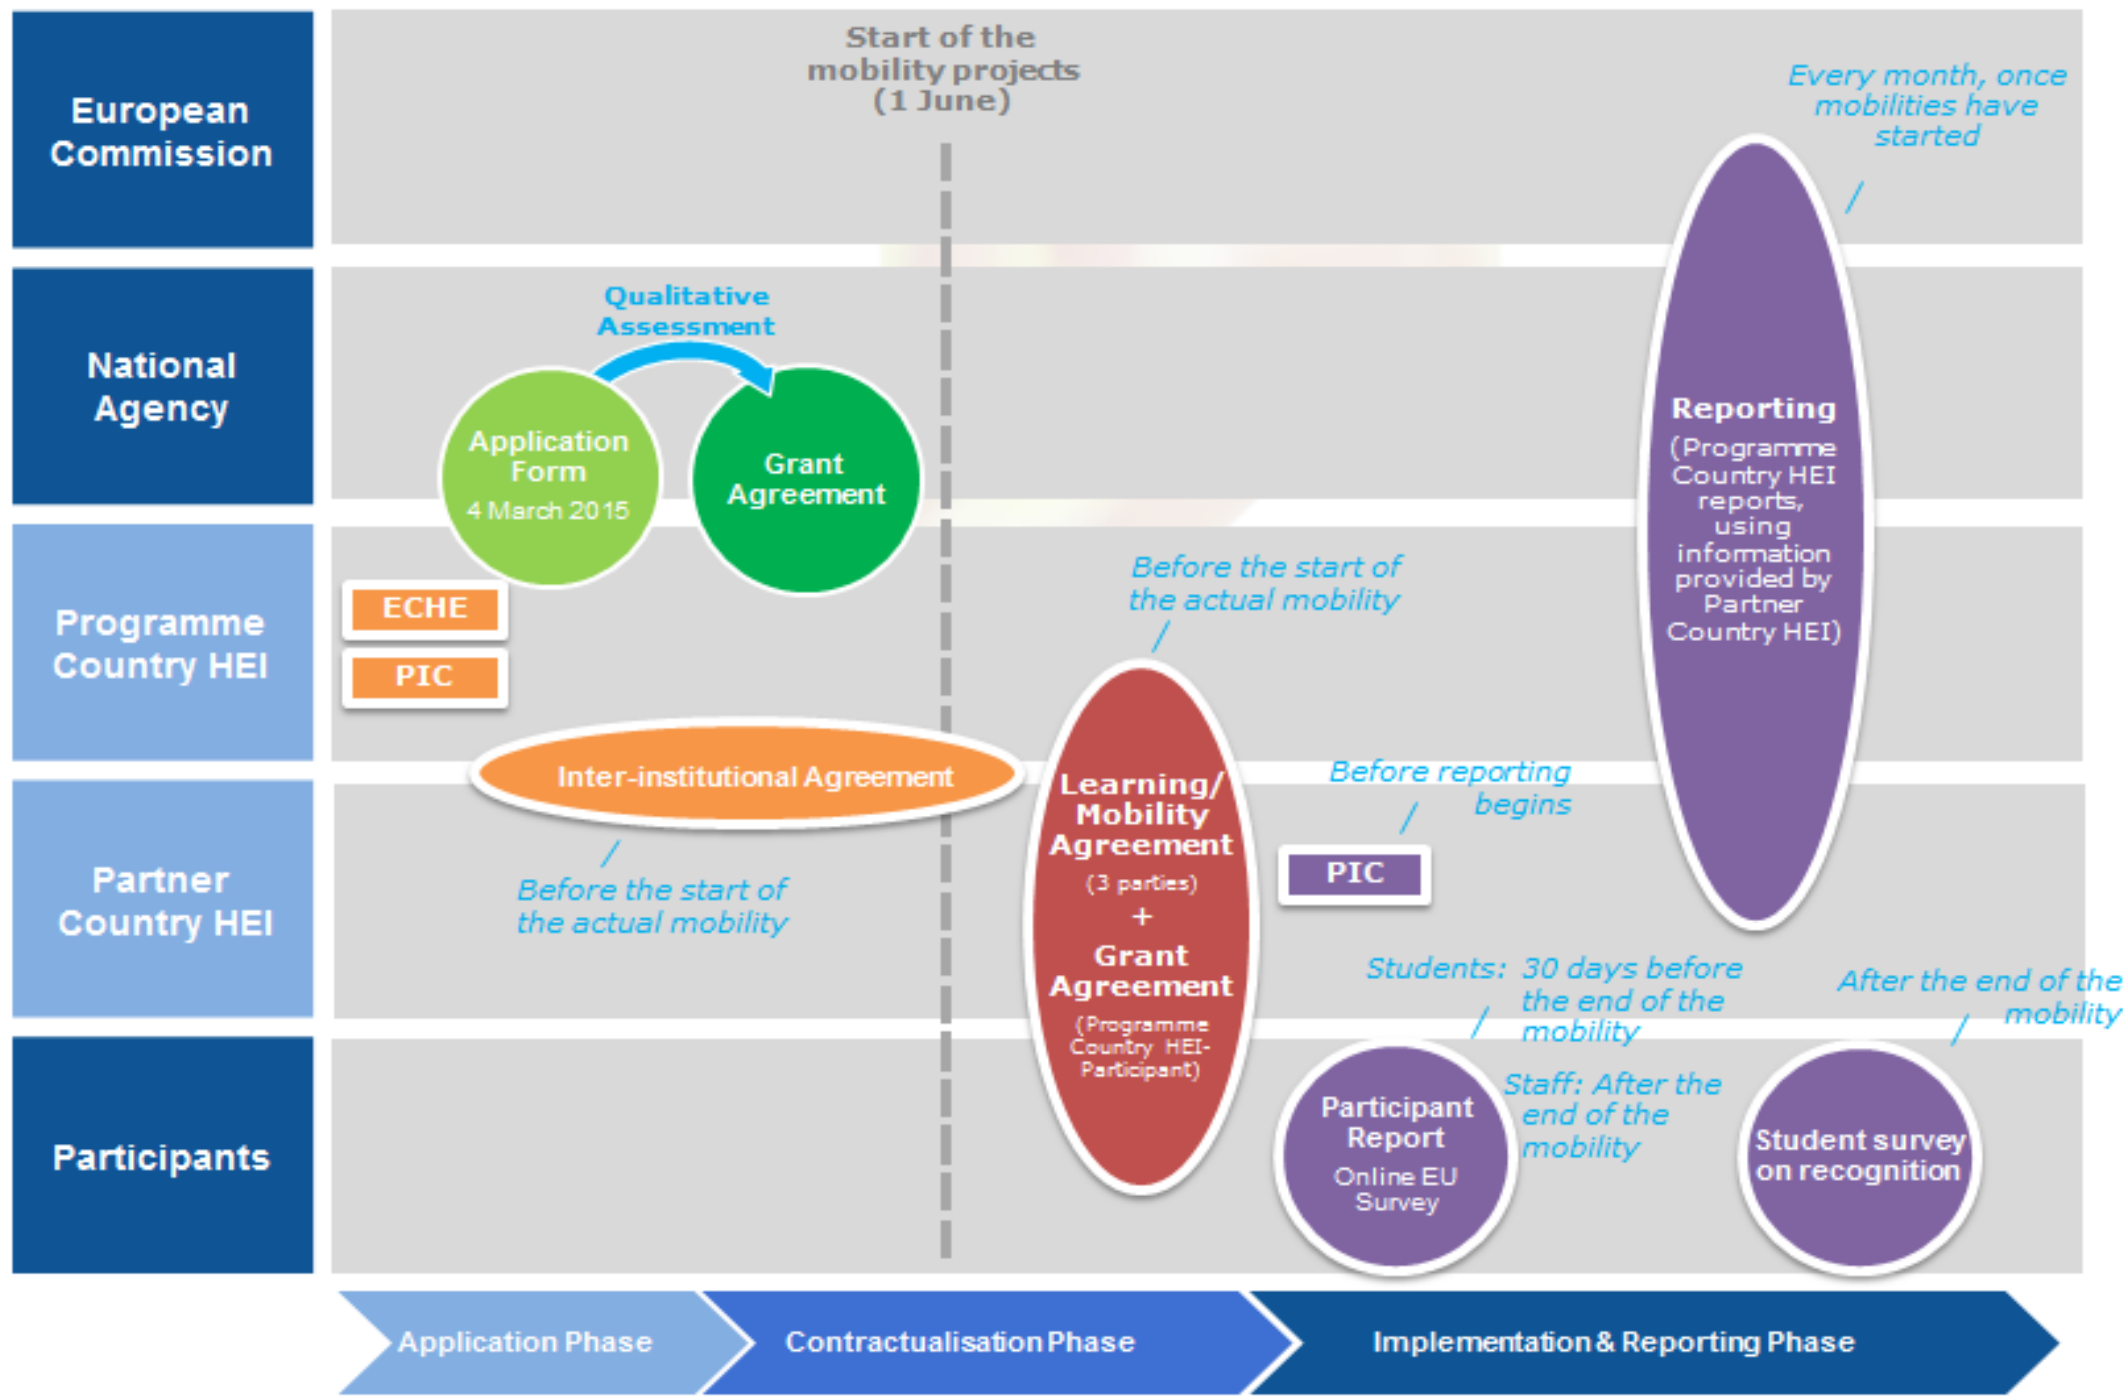 European
Commission
Start of the
mobility projects
(1 June)
Every month, once
mobilities have
started
National
Agency
Qualitative
Assessment
Application
Form
4 March 2015
Grant
Agreement
Reporting
(Programme
Country HEI
reports,
using
information
provided by
Partner
Country HEI)
Programme
Country HEI
ECHE
PIC
Before the start of
the actual mobility
Inter-institutional Agreement
Before the start of
the actual mobility
Partner
Country HEI
Learning/
Mobility
Agreement
(3 parties)
+
Grant
Agreement
(Programme
Country HEI-
Participant)
Before reporting
begins
PIC
Students: 30 days before
the end of the
mobility
Staff: After the
end of the
mobility
After the end of the
mobility
Participants
Participant
Report
Online EU
Survey
Student survey
on recognition
Application Phase
Contractualisation Phase
Implementation & Reporting Phase